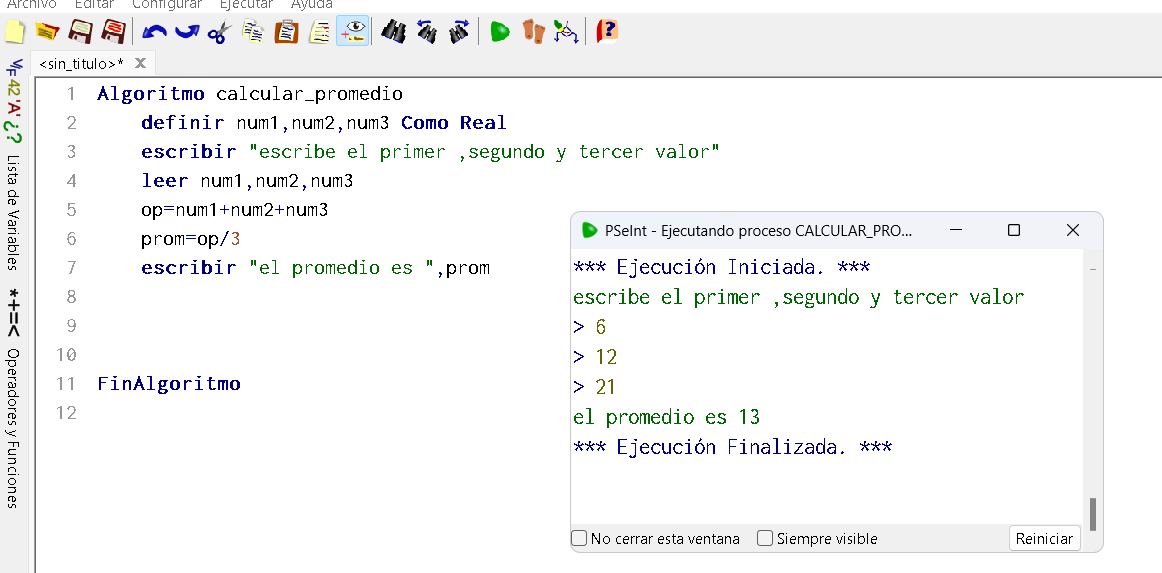 Archivo Editar Configurar Ejecutar Ayuda
<sin_titulo>* X
1 Algoritmo calcular_promedio
2 definir num1,num2,num3 Como Real
3 escribir "escribe el primer ,segundo y tercer valor"
4 leer num1,num2,num3
5 op=num1+num2+num3
6 prom=op/3
7 escribir "el promedio es ",prom
8
9
10
11 FinAlgoritmo
12
VF 42 'A' ¿?
Lista de Variables
*+=<
Operadores y Funciones
PSeInt - Ejecutando proceso CALCULAR_PRO...
*** Ejecución Iniciada. ***
escribe el primer ,segundo y tercer valor
> 6
> 12
> 21
el promedio es 13
*** Ejecución Finalizada. ***
No cerrar esta ventana Siempre visible Reiniciar